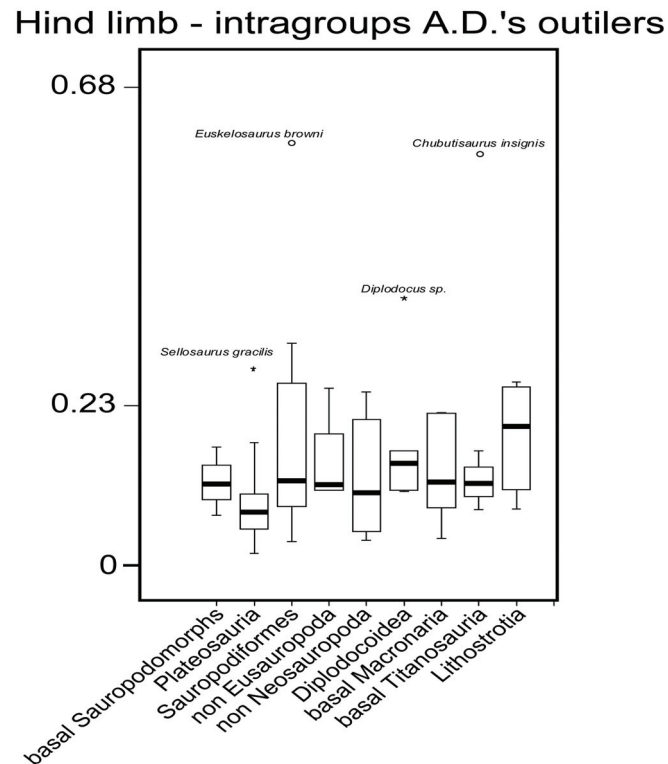 Hind limb - intragroups A.D.'s outilers
0.68
Euskelosaurus browni
Chubutisaurus insignis
Diplodocus sp.
*
Sellosaurus gracilis
*
0.23
0
basal Sauropodomorphs
Plateosauria
Sauropodiformes
non Eusauropoda
non Neosauropoda
Diplodocoidea
basal Macronaria
basal Titanosauria
Lithostrotia